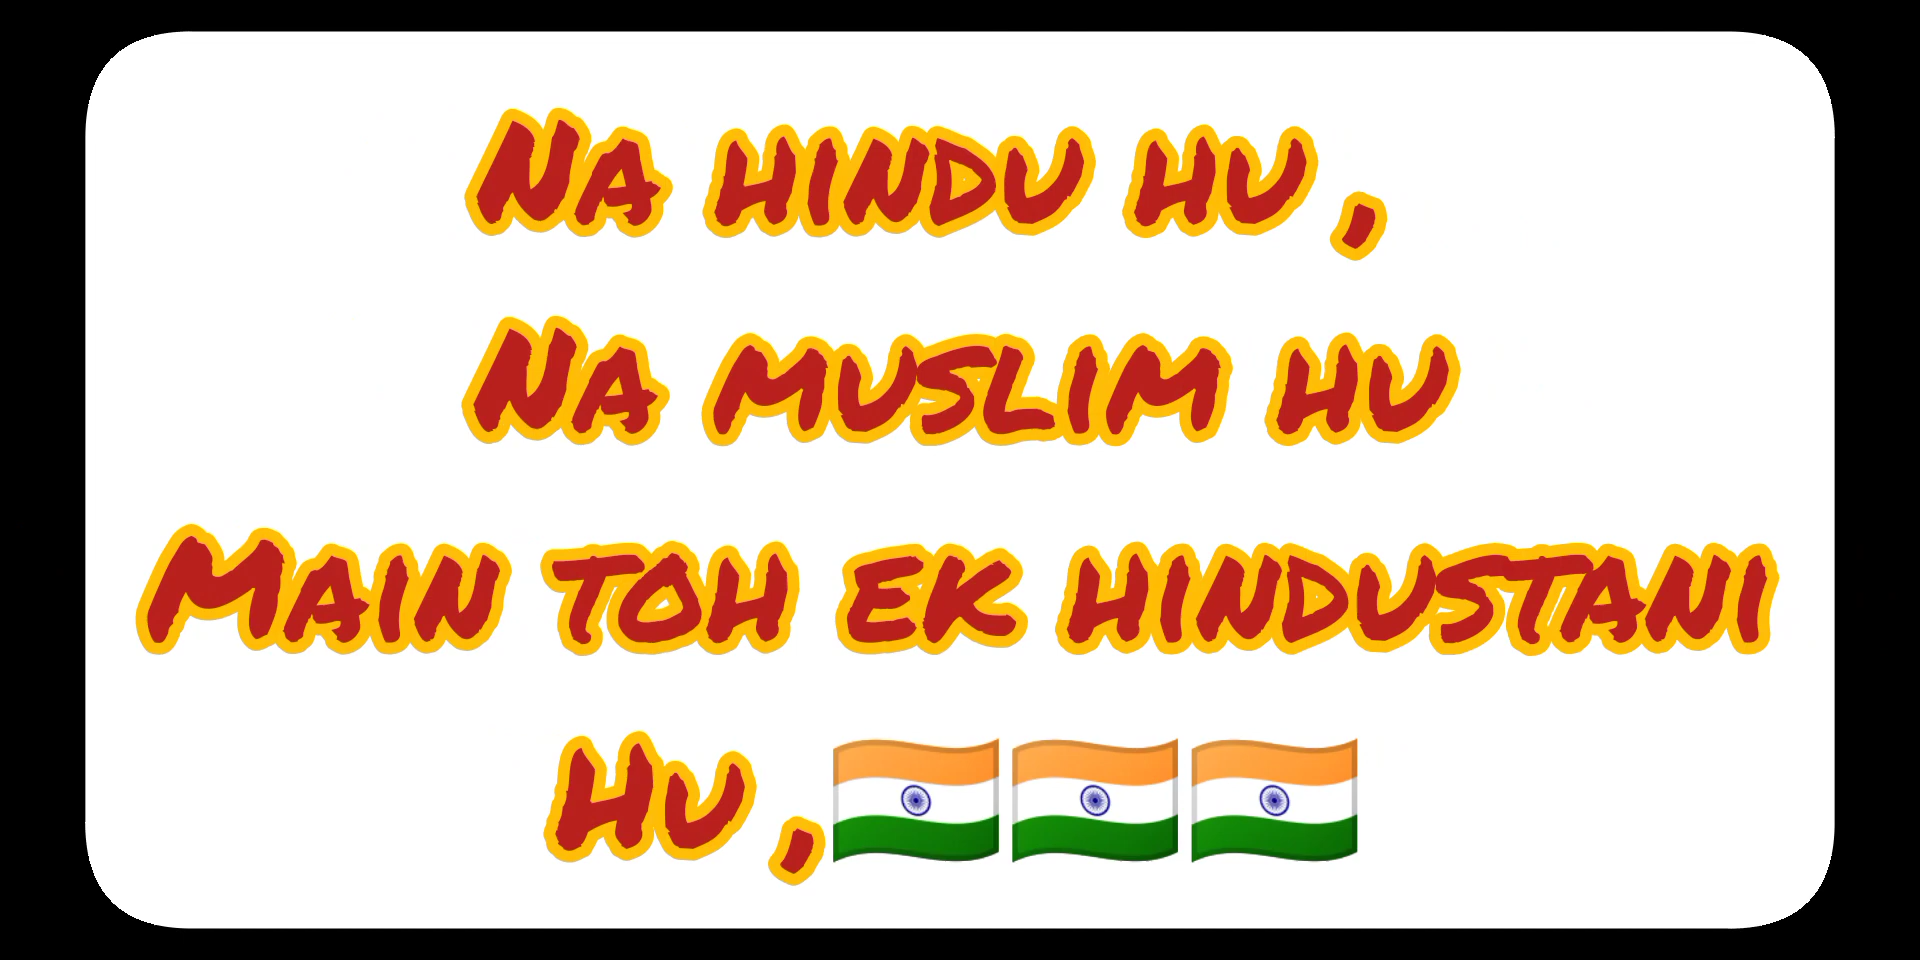 Na hindu hu ,
Na muslim hu
Main toh ek hindustani
Hu ,🇮🇳🇮🇳🇮🇳